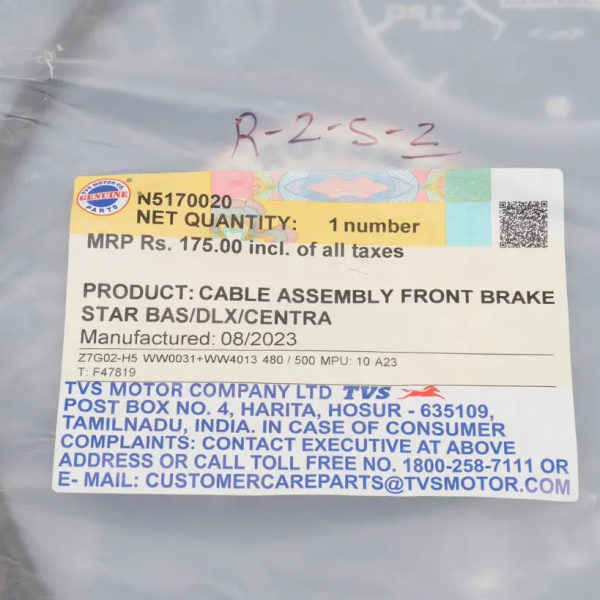 R-2-S-2
TVS MOTOR CO.
GENUINE
PARTS
N5170020
NET QUANTITY: 1 number
MRP Rs. 175.00 incl. of all taxes
PRODUCT: CABLE ASSEMBLY FRONT BRAKE
STAR BAS/DLX/CENTRA
Manufactured: 08/2023
Z7G02-H5 WW0031+WW4013 480 / 500 MPU: 10 A23
T: F47819
TVS MOTOR COMPANY LTD TVS
POST BOX NO. 4, HARITA, HOSUR - 635109,
TAMILNADU, INDIA. IN CASE OF CONSUMER
COMPLAINTS: CONTACT EXECUTIVE AT ABOVE
ADDRESS OR CALL TOLL FREE NO. 1800-258-7111 OR
E- MAIL: CUSTOMERCAREPARTS@TVSMOTOR.COM